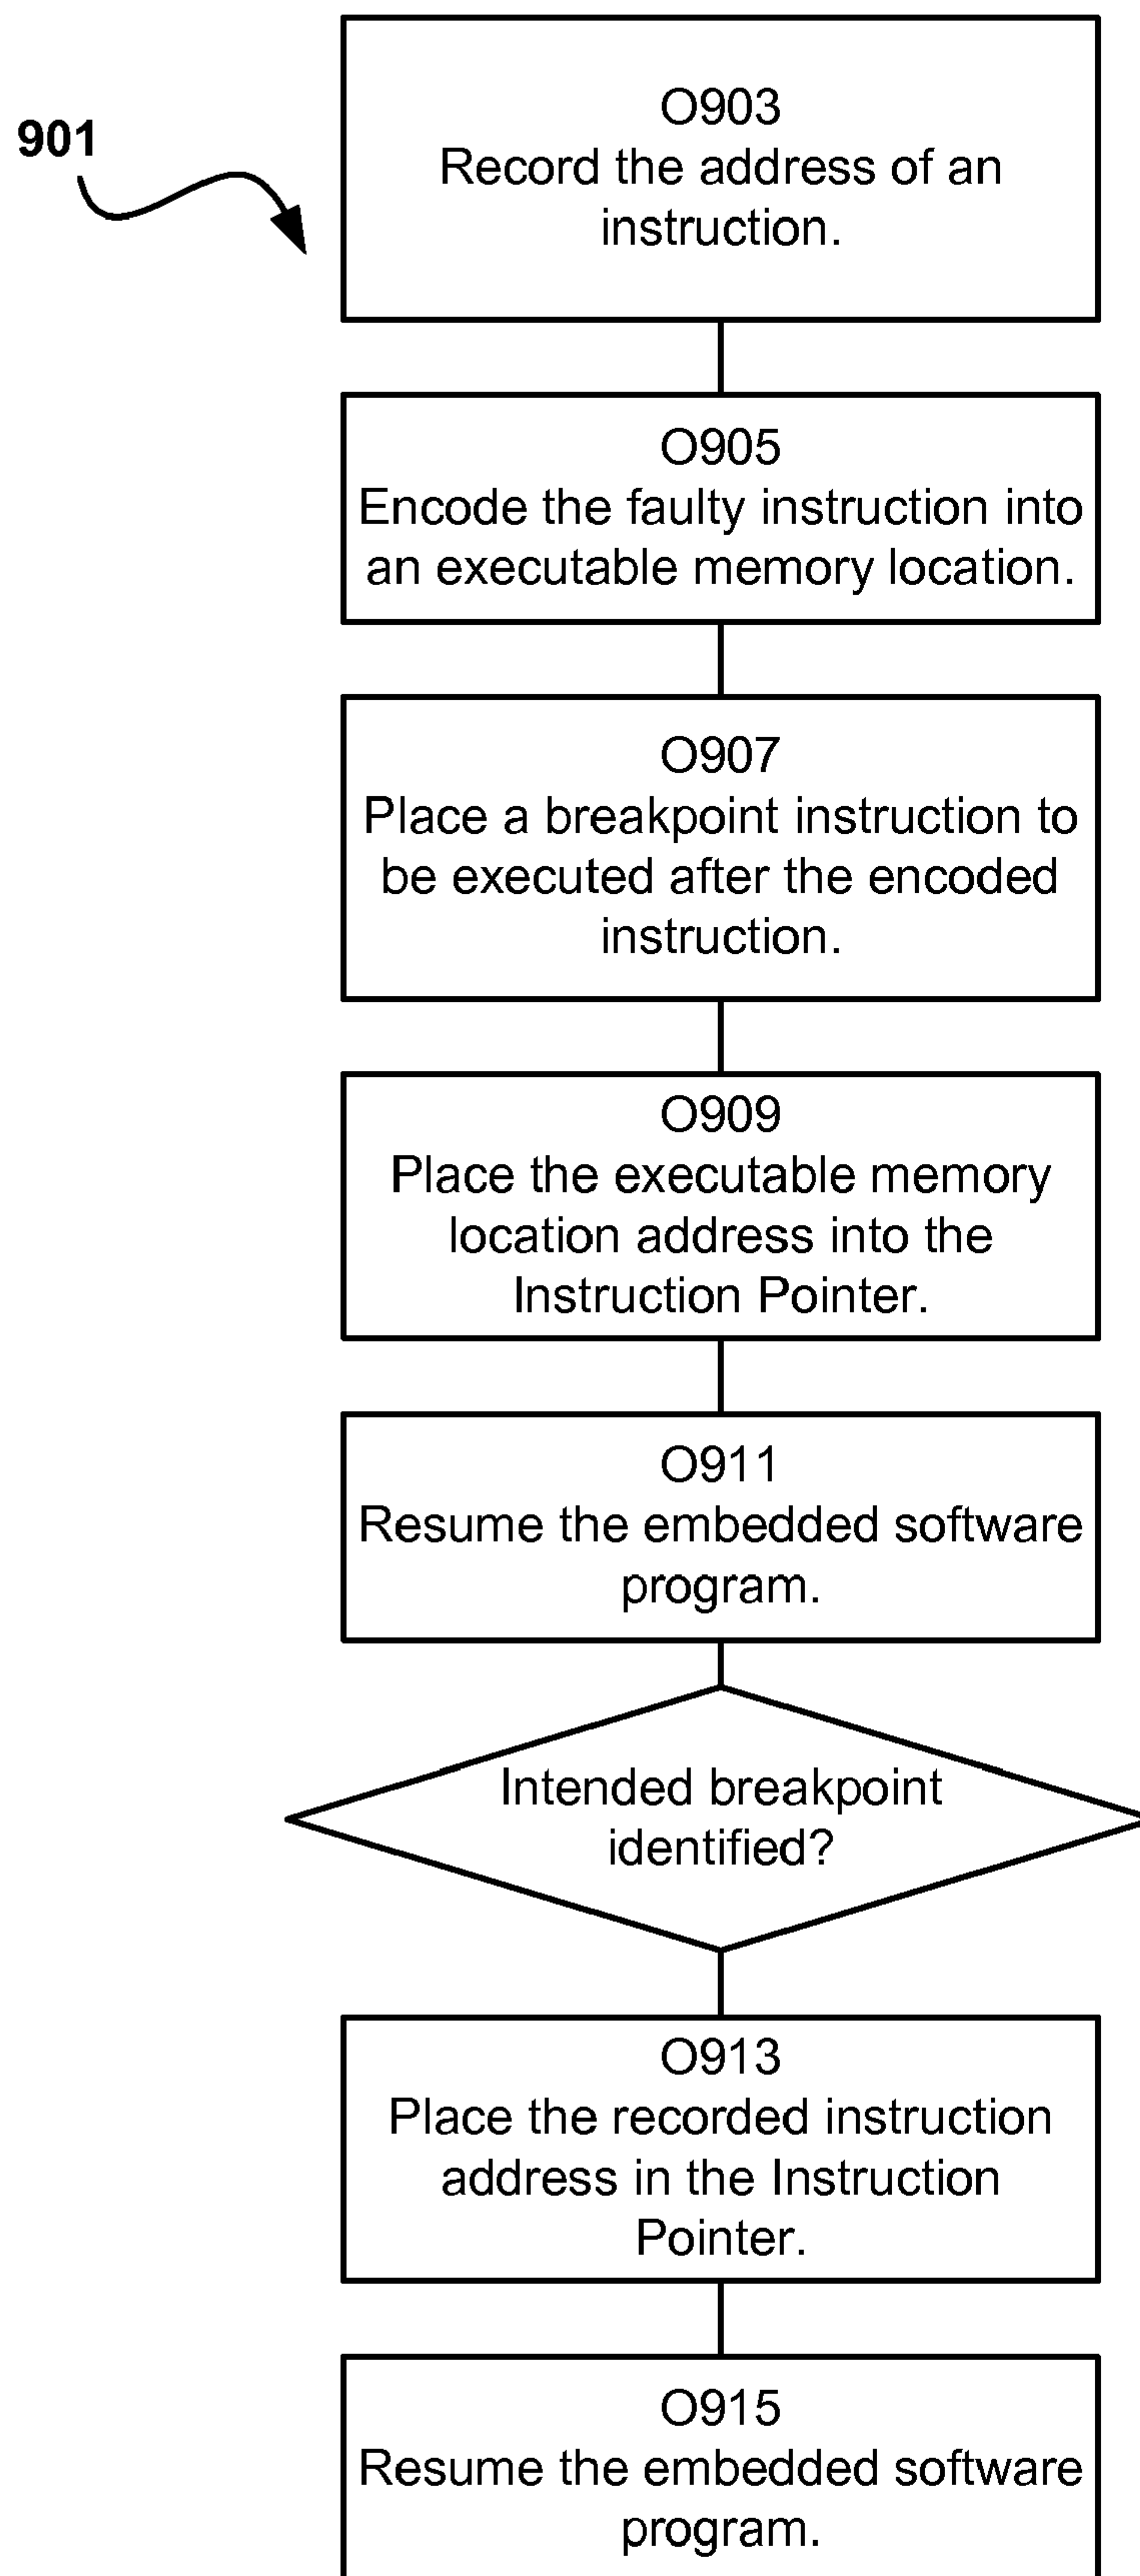 901
O903
Record the address of an
instruction.
O905
Encode the faulty instruction into
an executable memory location.
O907
Place a breakpoint instruction to
be executed after the encoded
instruction.
O909
Place the executable memory
location address into the
Instruction Pointer.
O911
Resume the embedded software
program.
Intended breakpoint
identified?
O913
Place the recorded instruction
address in the Instruction
Pointer.
O915
Resume the embedded software
program.